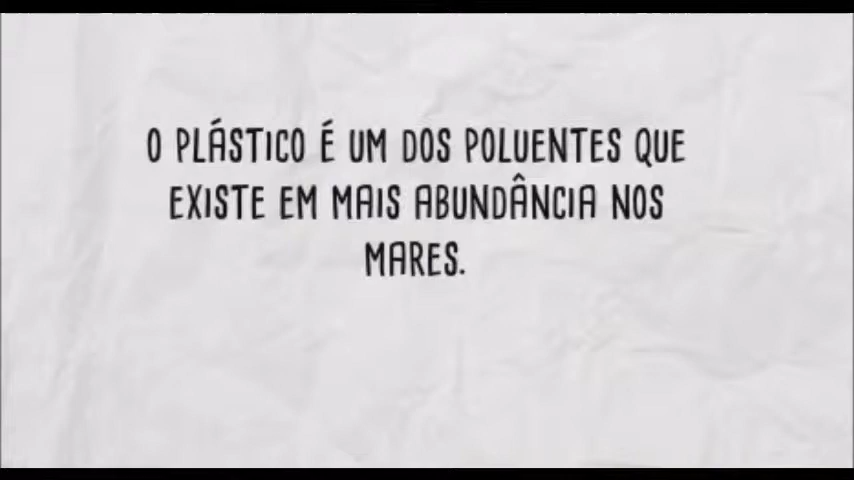 O PLÁSTICO É UM DOS POLUENTES QUE
EXISTE EM MAIS ABUNDÂNCIA NOS
MARES.